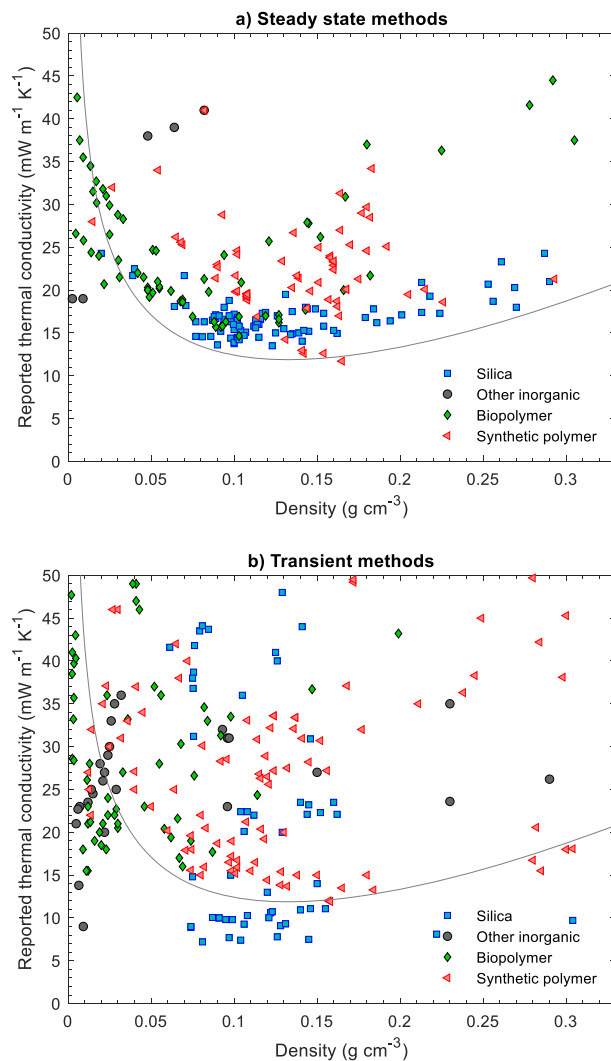 a) Steady state methods
50
45
40
35
30
25
20
15
10
5
0
Reported thermal conductivity (mW m⁻¹ K⁻¹)
Silica
Other inorganic
Biopolymer
Synthetic polymer
0 0.05 0.1 0.15 0.2 0.25 0.3
Density (g cm⁻³)
b) Transient methods
50
45
40
35
30
25
20
15
10
5
0
Reported thermal conductivity (mW m⁻¹ K⁻¹)
Silica
Other inorganic
Biopolymer
Synthetic polymer
0 0.05 0.1 0.15 0.2 0.25 0.3
Density (g cm⁻³)